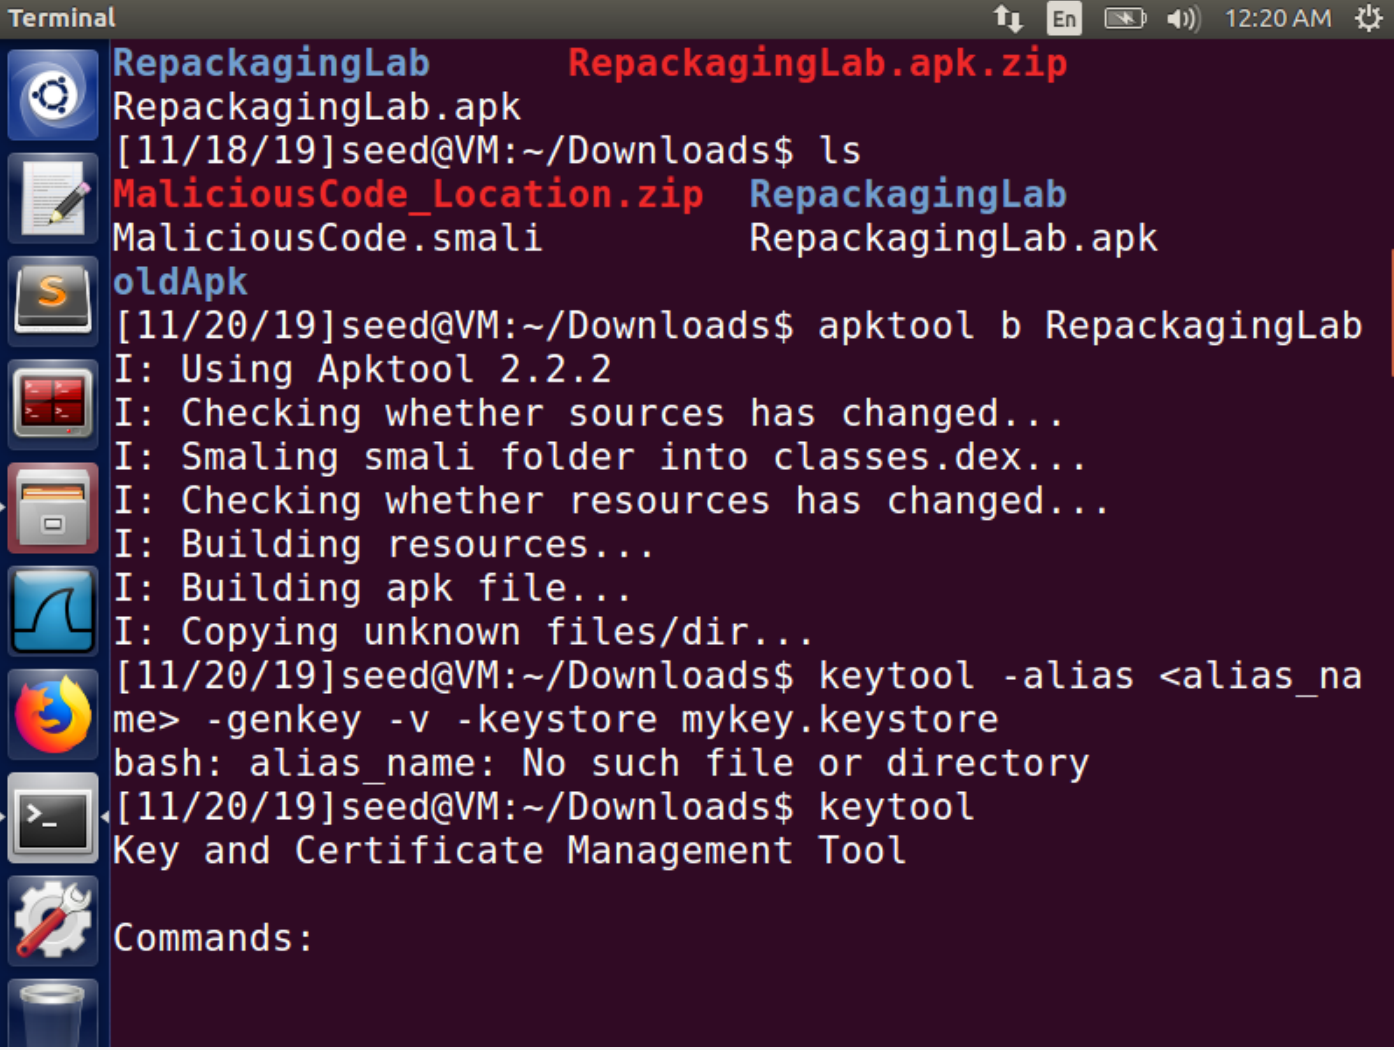 Terminal En 12:20 AM
RepackagingLab RepackagingLab.apk.zip
RepackagingLab.apk
[11/18/19]seed@VM:~/Downloads$ ls
MaliciousCode_Location.zip RepackagingLab
MaliciousCode.smali RepackagingLab.apk
oldApk
[11/20/19]seed@VM:~/Downloads$ apktool b RepackagingLab
I: Using Apktool 2.2.2
I: Checking whether sources has changed...
I: Smaling smali folder into classes.dex...
I: Checking whether resources has changed...
I: Building resources...
I: Building apk file...
I: Copying unknown files/dir...
[11/20/19]seed@VM:~/Downloads$ keytool -alias <alias_na
me> -genkey -v -keystore mykey.keystore
bash: alias_name: No such file or directory
[11/20/19]seed@VM:~/Downloads$ keytool
Key and Certificate Management Tool
Commands: